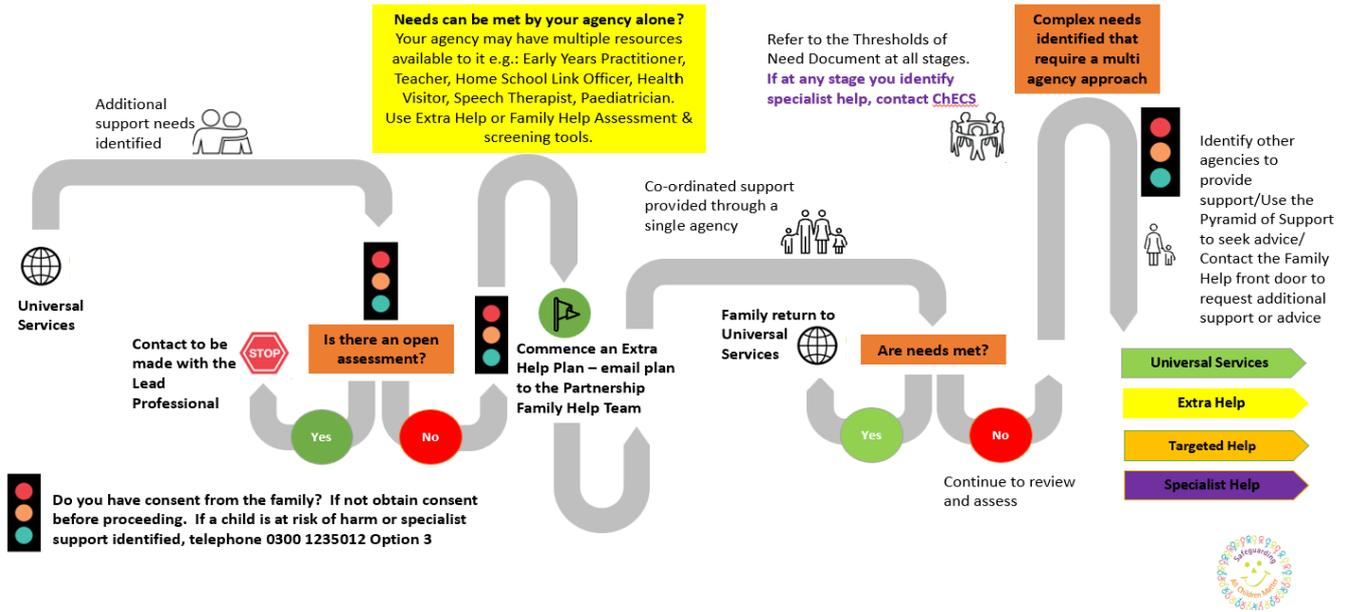 Needs can be met by your agency alone?
Your agency may have multiple resources
available to it e.g.: Early Years Practitioner,
Teacher, Home School Link Officer, Health
Visitor, Speech Therapist, Paediatrician.
Use Extra Help or Family Help Assessment &
screening tools.
Refer to the Thresholds of
Need Document at all stages.
If at any stage you identify
specialist help, contact ChECS
Complex needs
identified that
require a multi
agency approach
Additional
support needs
identified
Identify other
agencies to
provide
support/Use the
Pyramid of Support
to seek advice/
Contact the Family
Help front door to
request additional
support or advice
Co-ordinated support
provided through a
single agency
Universal
Services
Contact to be
made with the
Lead
Professional
STOP
Is there an open
assessment?
Yes
No
Commence an Extra
Help Plan – email plan
to the Partnership
Family Help Team
Family return to
Universal
Services
Are needs met?
Yes
No
Continue to review
and assess
Universal Services
Extra Help
Targeted Help
Specialist Help
Do you have consent from the family? If not obtain consent
before proceeding. If a child is at risk of harm or specialist
support identified, telephone 0300 1235012 Option 3
Safeguarding
All Children Matter